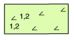 ∠ 1,2 ∠ ∠
1,2 ∠ ∠